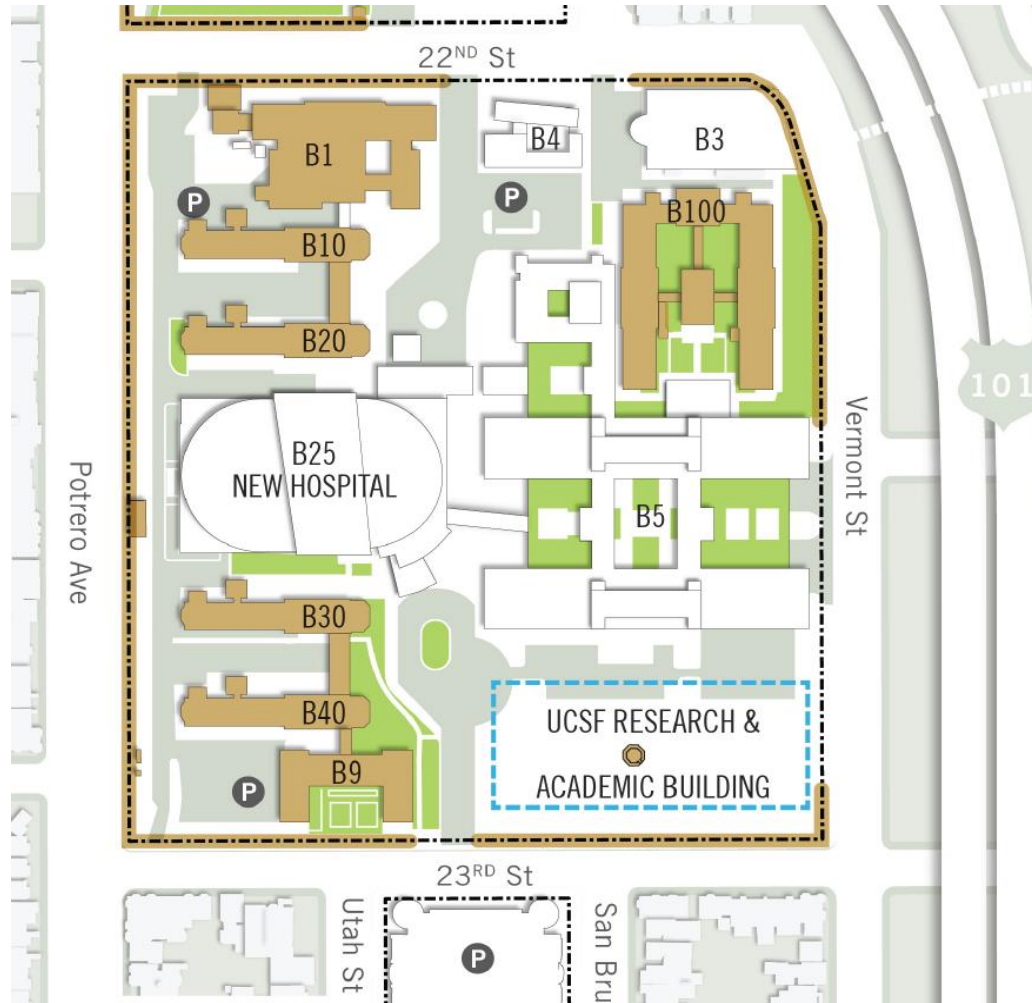 22ND St
B1
B4
B3
P
P
B100
B10
B20
101
B25
NEW HOSPITAL
Vermont St
Potrero Ave
B5
B30
B40
UCSF RESEARCH &
ACADEMIC BUILDING
B9
P
23RD St
Utah St
San Bru
P